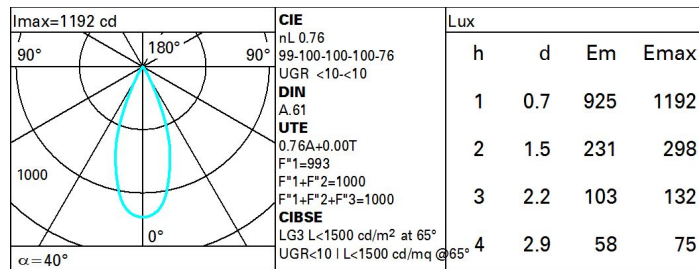 Imax=1192 cd
90° 180° 90°
1000
0°
α=40°
CIE
nL 0.76
99-100-100-100-76
UGR <10-<10
DIN
A.61
UTE
0.76A+0.00T
F"1=993
F"1+F"2=1000
F"1+F"2+F"3=1000
CIBSE
LG3 L<1500 cd/m² at 65°
UGR<10 | L<1500 cd/mq @65°
Lux
h d Em Emax
1 0.7 925 1192
2 1.5 231 298
3 2.2 103 132
4 2.9 58 75